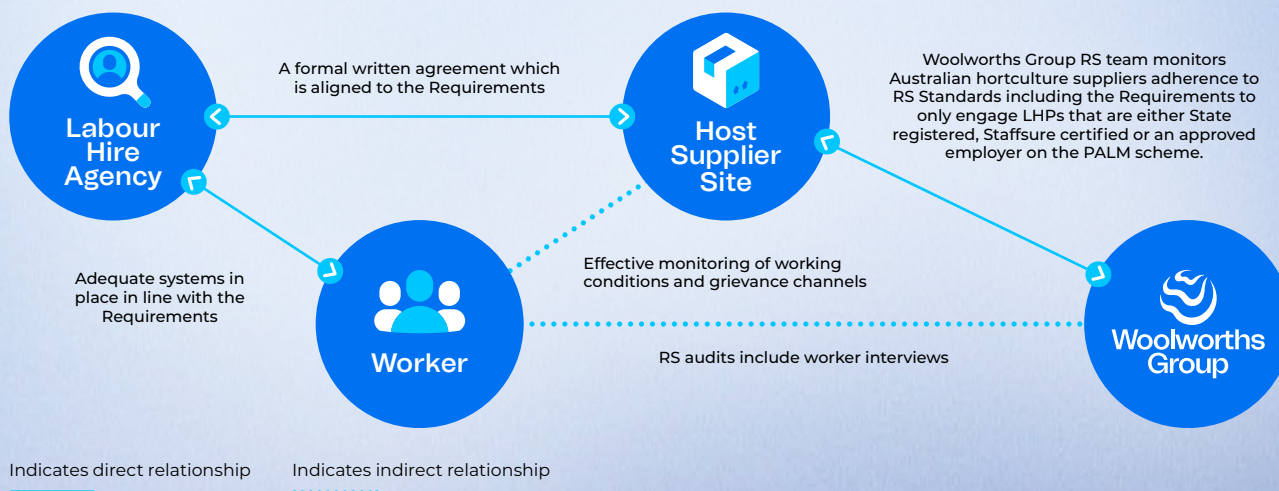 Labour
Hire
Agency
A formal written agreement which
is aligned to the Requirements
Host
Supplier
Site
Woolworths Group RS team monitors
Australian hortculture suppliers adherence to
RS Standards including the Requirements to
only engage LHPs that are either State
registered, Staffsure certified or an approved
employer on the PALM scheme.
Adequate systems in
place in line with the
Requirements
Worker
Effective monitoring of working
conditions and grievance channels
RS audits include worker interviews
Woolworths
Group
Indicates direct relationship
Indicates indirect relationship